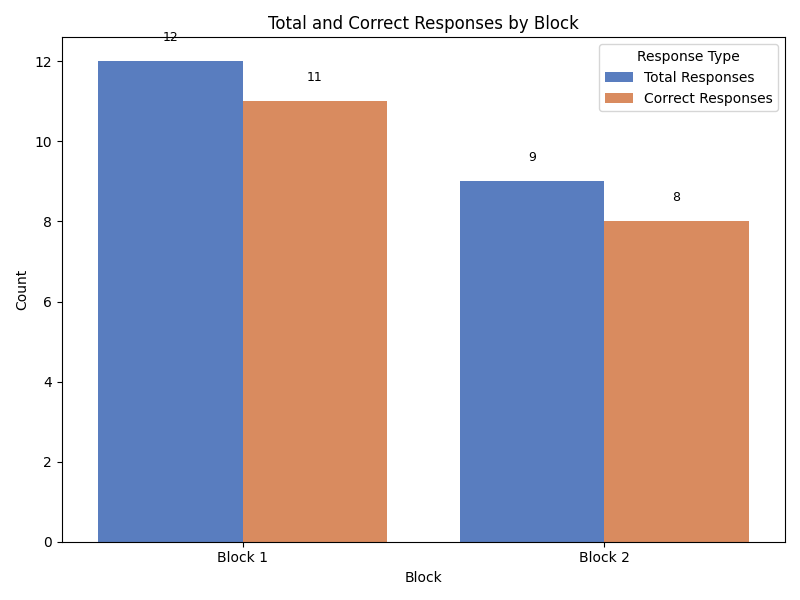 Total and Correct Responses by Block
12
11
9
8
Response Type
Total Responses
Correct Responses
12
10
8
6
4
2
0
Count
Block 1
Block 2
Block